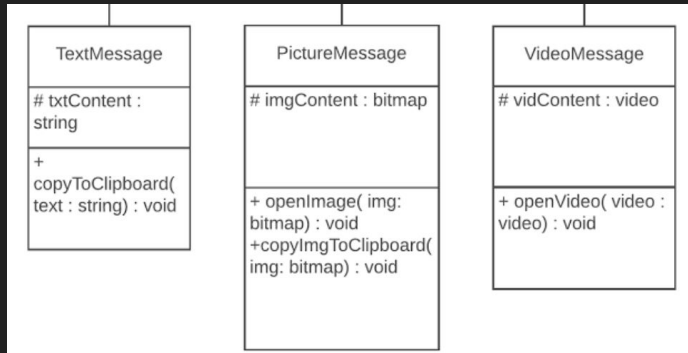 TextMessage
# txtContent :
string
+
copyToClipboard(
text : string) : void
PictureMessage
# imgContent : bitmap
+ openImage( img:
bitmap) : void
+copyImgToClipboard(
img: bitmap) : void
VideoMessage
# vidContent : video
+ openVideo( video :
video) : void